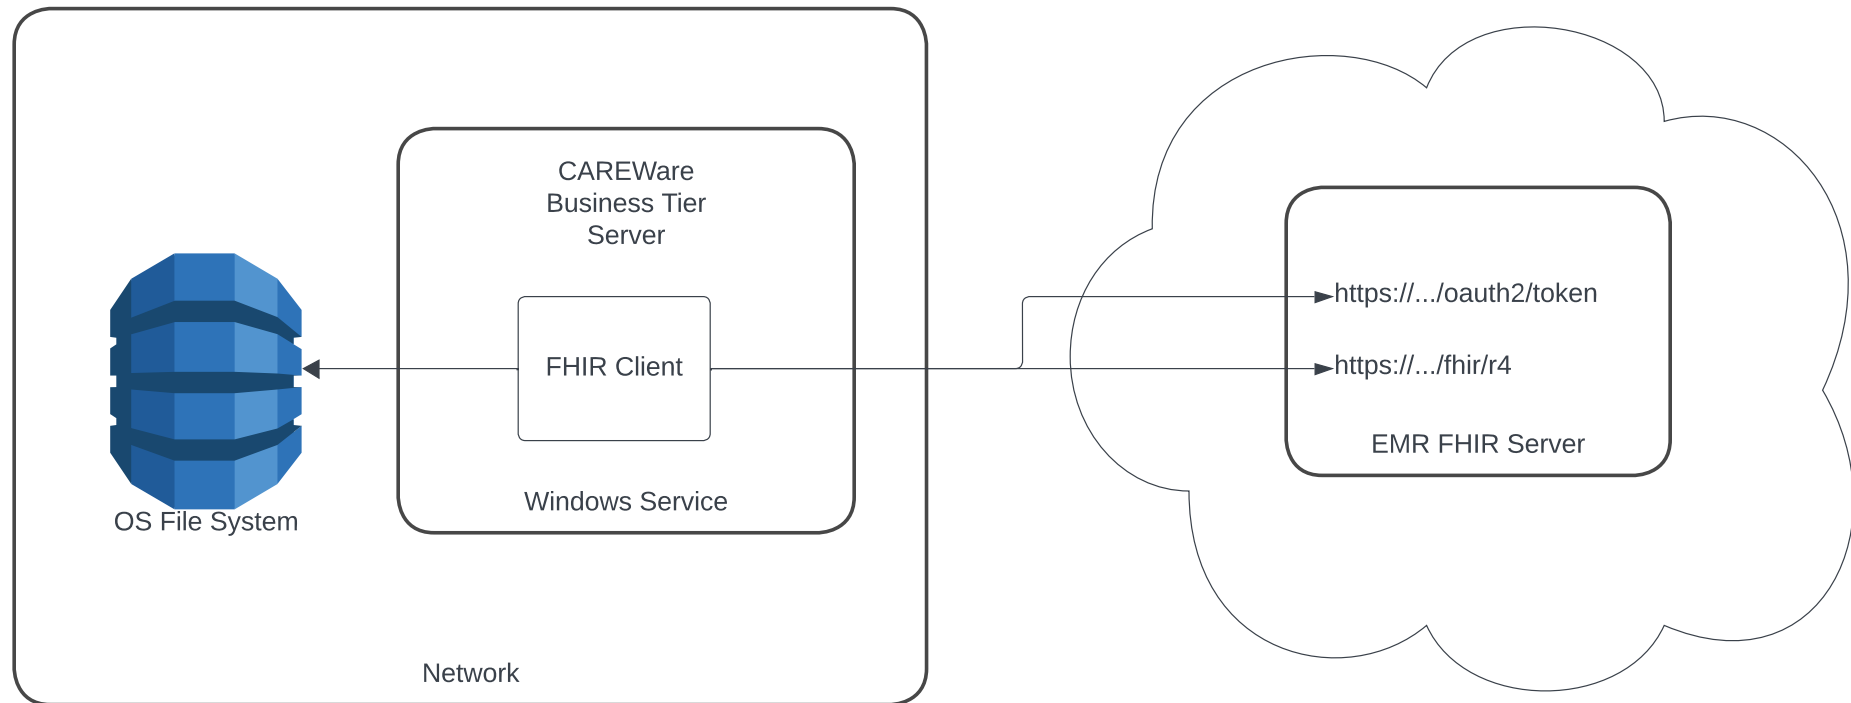 CAREWare
Business Tier
Server
FHIR Client
Windows Service
OS File System
Network
https://.../oauth2/token
https://.../fhir/r4
EMR FHIR Server